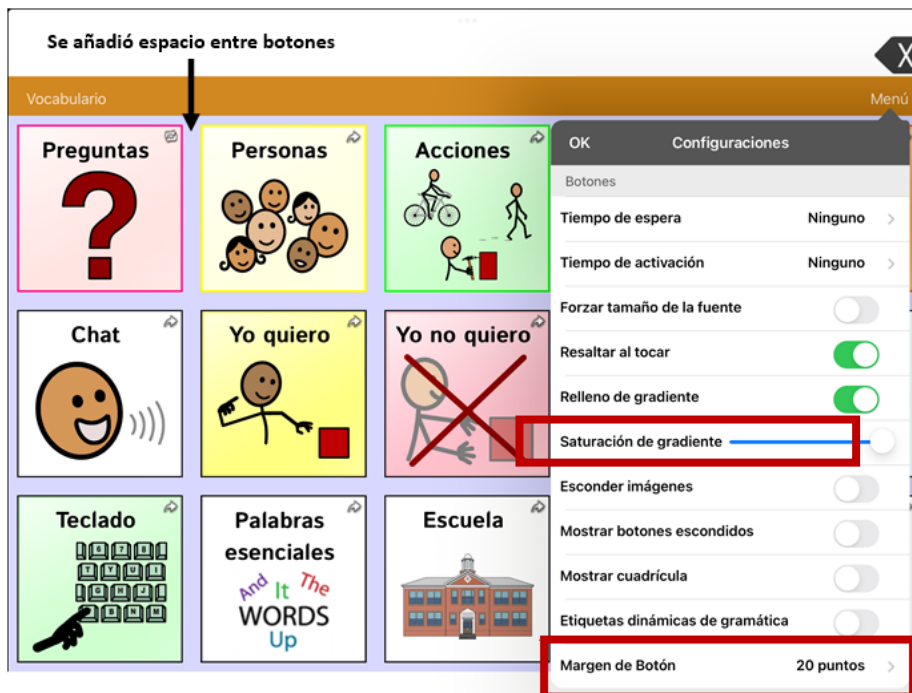 Se añadió espacio entre botones
X
Vocabulario
Menú
Preguntas
Personas
Acciones
Chat
Yo quiero
Yo no quiero
Teclado
Palabras
esenciales
And It The
WORDS
Up
Escuela
OK Configuraciones
Botones
Tiempo de espera Ninguno
Tiempo de activación Ninguno
Forzar tamaño de la fuente
Resaltar al tocar
Relleno de gradiente
Saturación de gradiente
Esconder imágenes
Mostrar botones escondidos
Mostrar cuadrícula
Etiquetas dinámicas de gramática
Margen de Botón 20 puntos